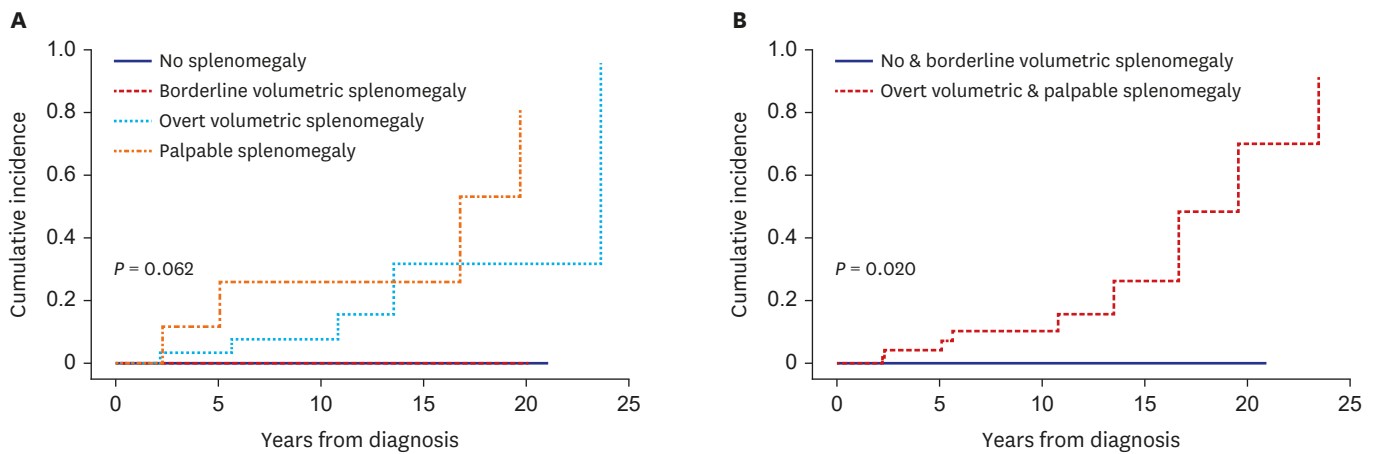 A
Cumulative incidence
1.0
0.8
0.6
0.4
0.2
0
No splenomegaly
Borderline volumetric splenomegaly
Overt volumetric splenomegaly
Palpable splenomegaly
P = 0.062
0 5 10 15 20 25
Years from diagnosis
B
Cumulative incidence
1.0
0.8
0.6
0.4
0.2
0
No & borderline volumetric splenomegaly
Overt volumetric & palpable splenomegaly
P = 0.020
0 5 10 15 20 25
Years from diagnosis